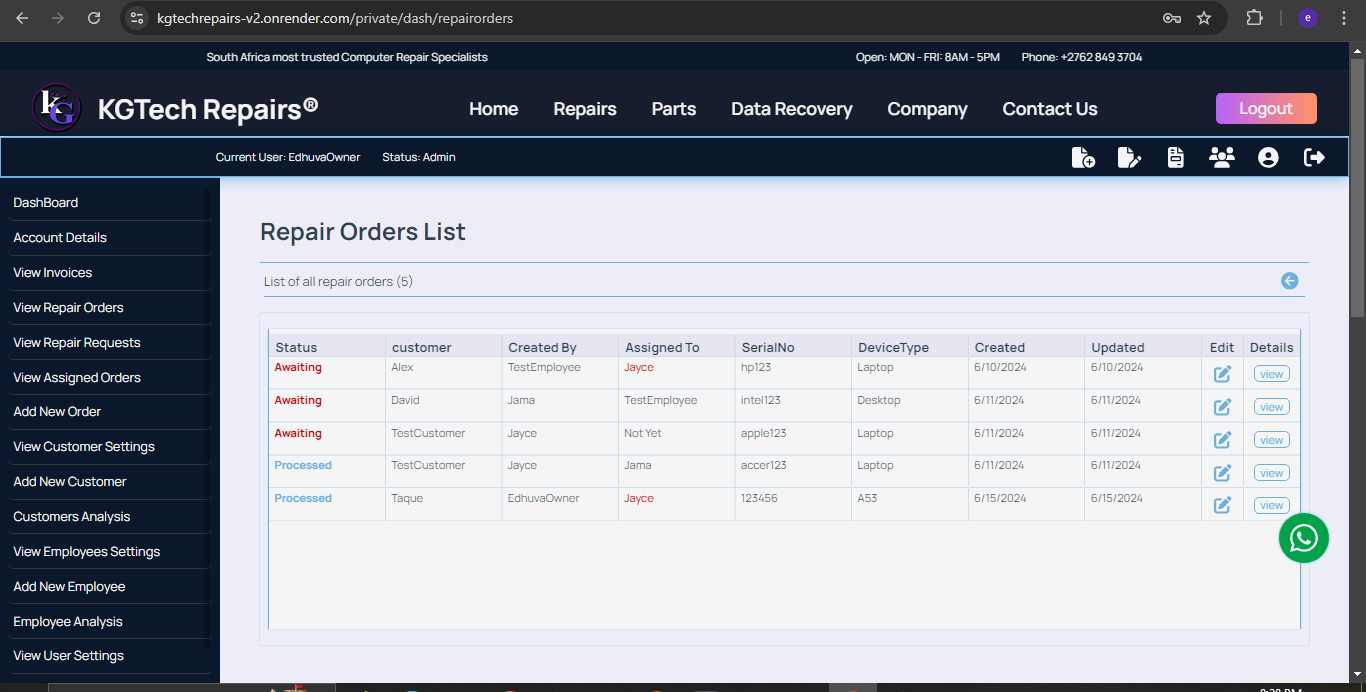 kgtechrepairs-v2.onrender.com/private/dash/repairorders
e
South Africa most trusted Computer Repair Specialists Open: MON - FRI: 8AM - 5PM Phone: +2762 849 3704
KG KGTech Repairs® Home Repairs Parts Data Recovery Company Contact Us Logout
Current User: EdhuvaOwner Status: Admin
DashBoard
Account Details
View Invoices
View Repair Orders
View Repair Requests
View Assigned Orders
Add New Order
View Customer Settings
Add New Customer
Customers Analysis
View Employees Settings
Add New Employee
Employee Analysis
View User Settings
Repair Orders List
List of all repair orders (5)
Status customer Created By Assigned To SerialNo DeviceType Created Updated Edit Details
Awaiting Alex TestEmployee Jayce hp123 Laptop 6/10/2024 6/10/2024 view
Awaiting David Jama TestEmployee intel123 Desktop 6/11/2024 6/11/2024 view
Awaiting TestCustomer Jayce Not Yet apple123 Laptop 6/11/2024 6/11/2024 view
Processed TestCustomer Jayce Jama accer123 Laptop 6/11/2024 6/11/2024 view
Processed Taque EdhuvaOwner Jayce 123456 A53 6/15/2024 6/15/2024 view